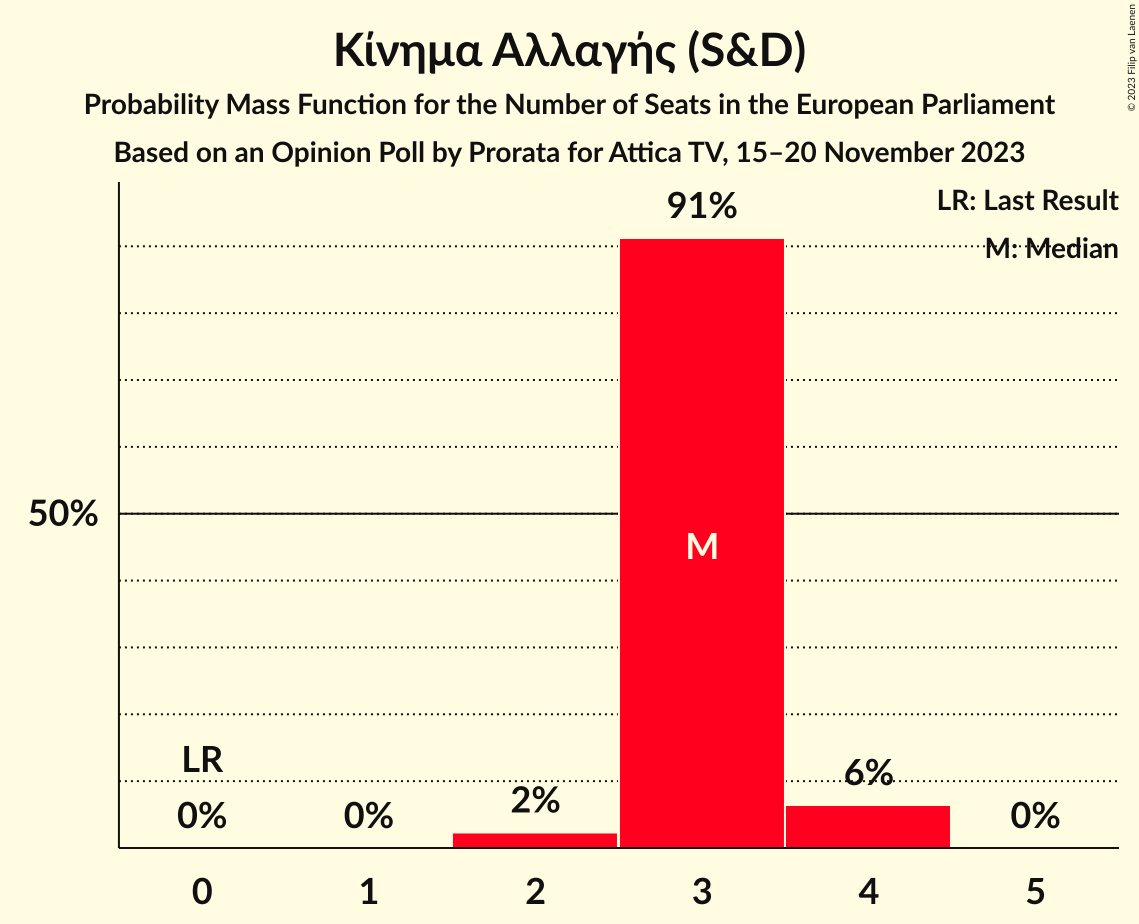 Κίνημα Αλλαγής (S&D)
Probability Mass Function for the Number of Seats in the European Parliament
Based on an Opinion Poll by Prorata for Attica TV, 15–20 November 2023
© 2023 Filip van Laenen
LR: Last Result
M: Median
91%
50%
M
LR
0%
0%
2%
6%
0%
0
1
2
3
4
5